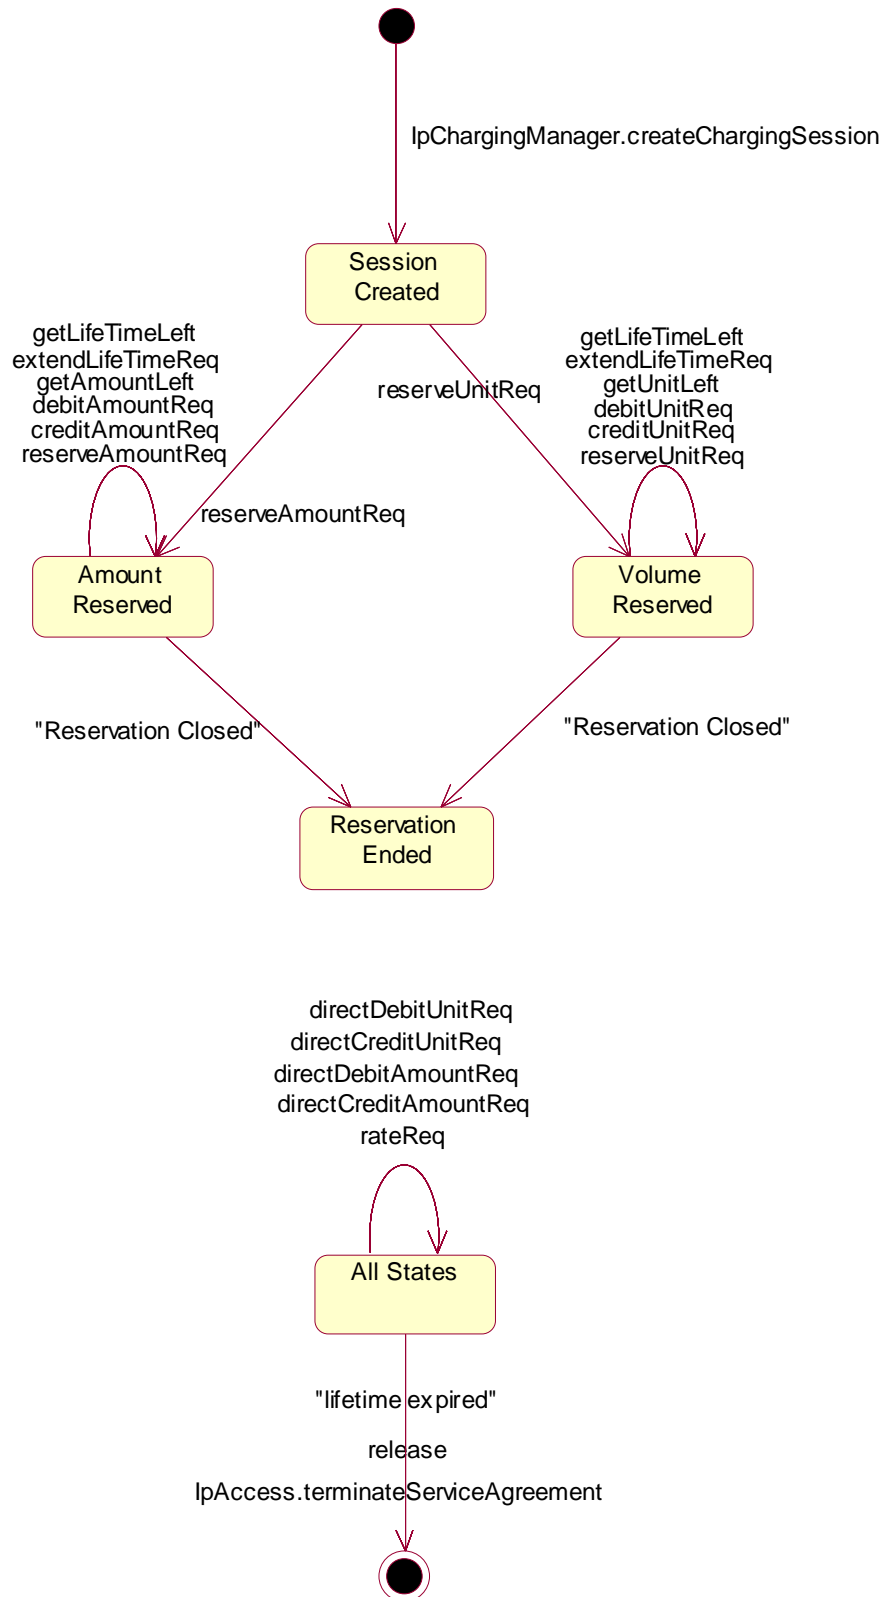 IpChargingManager.createChargingSession
Session
Created
getLifeTimeLeft
extendLifeTimeReq
getAmountLeft
debitAmountReq
creditAmountReq
reserveAmountReq
reserveUnitReq
getLifeTimeLeft
extendLifeTimeReq
getUnitLeft
debitUnitReq
creditUnitReq
reserveUnitReq
reserveAmountReq
Amount
Reserved
Volume
Reserved
"Reservation Closed"
"Reservation Closed"
Reservation
Ended
directDebitUnitReq
directCreditUnitReq
directDebitAmountReq
directCreditAmountReq
rateReq
All States
"lifetime expired"
release
IpAccess.terminateServiceAgreement